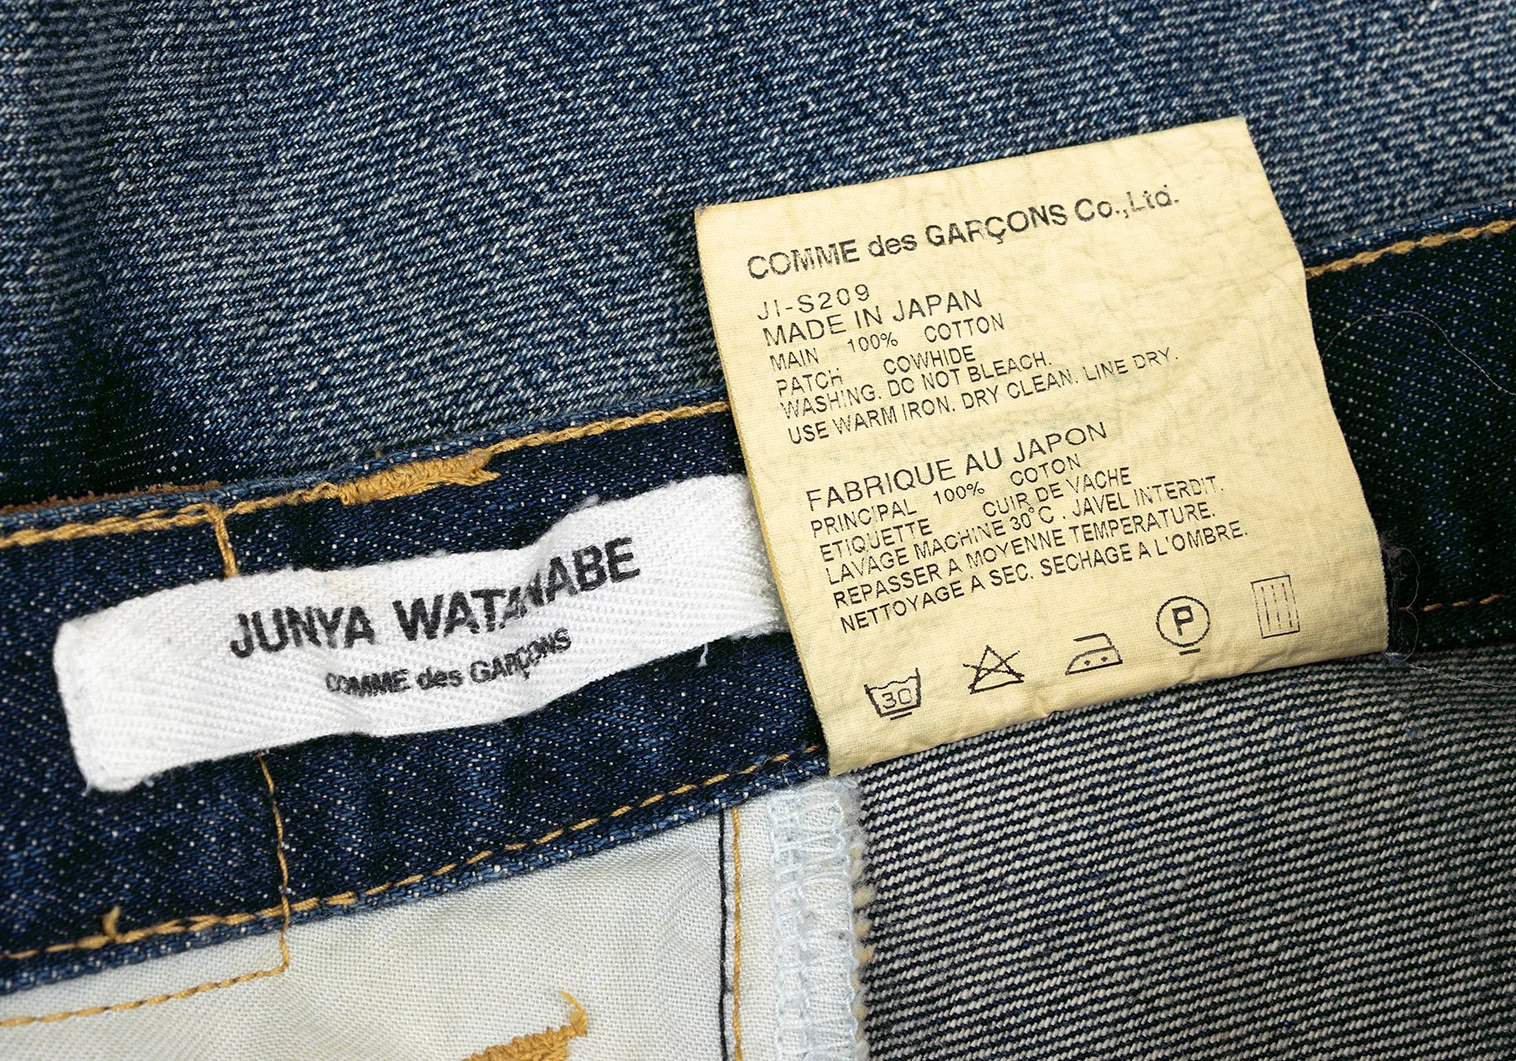 JUNYA WATANABE
COMME des GARÇONS
COMME des GARÇONS Co.,Ltd.
JI-S209
MADE IN JAPAN
MAIN 100% COTTON
PATCH COWHIDE
WASHING. DO NOT BLEACH.
USE WARM IRON. DRY CLEAN. LINE DRY.
FABRIQUE AU JAPON
PRINCIPAL 100% COTON
ETIQUETTE CUIR DE VACHE
LAVAGE MACHINE 30°C. JAVEL INTERDIT.
REPASSER A MOYENNE TEMPERATURE.
NETTOYAGE A SEC. SECHAGE A L'OMBRE.
30 P